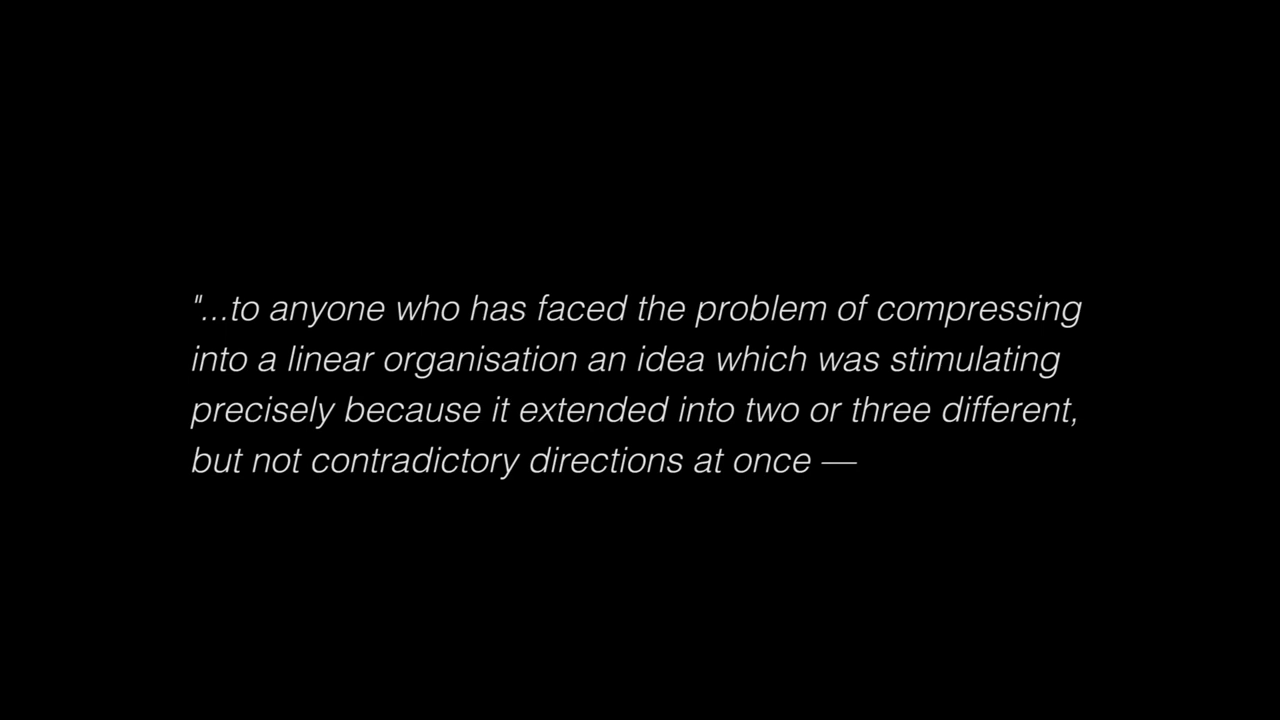 "...to anyone who has faced the problem of compressing
into a linear organisation an idea which was stimulating
precisely because it extended into two or three different,
but not contradictory directions at once —